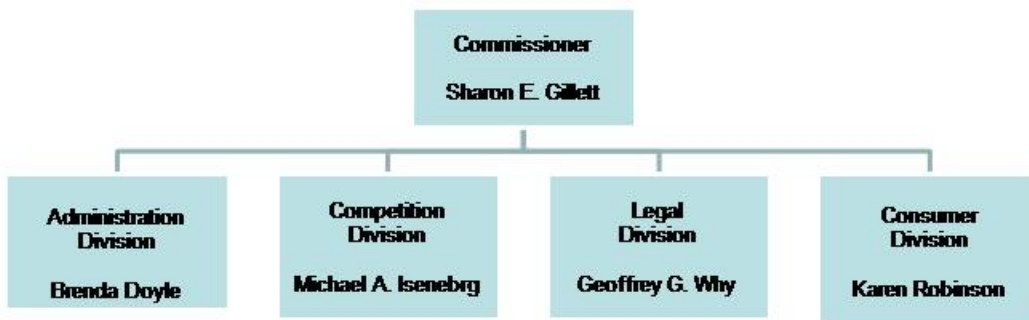 Commissioner
Sharon E. Gillett
Administration
Division
Brenda Doyle
Competition
Division
Michael A. Isenebrg
Legal
Division
Geoffrey G. Why
Consumer
Division
Karen Robinson